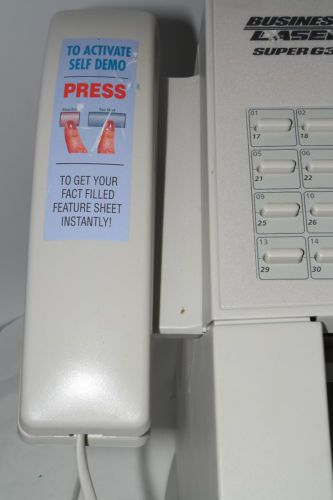 TO ACTIVATE
SELF DEMO
PRESS
TO GET YOUR
FACT FILLED
FEATURE SHEET
INSTANTLY!
BUSINES
LASER
SUPER G3
01 02
17 18
05 06
21 22
09 10
25 26
13 14
29 30